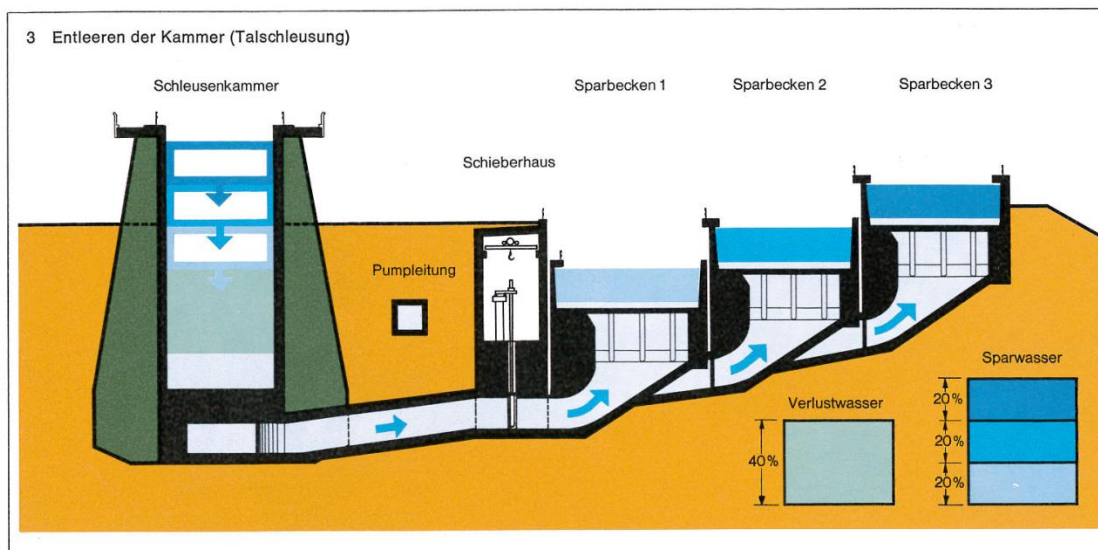 3 Entleeren der Kammer (Talschleusung)
Schleusenkammer
Sparbecken 1
Sparbecken 2
Sparbecken 3
Schieberhaus
Pumpleitung
Verlustwasser
40%
Sparwasser
20%
20%
20%